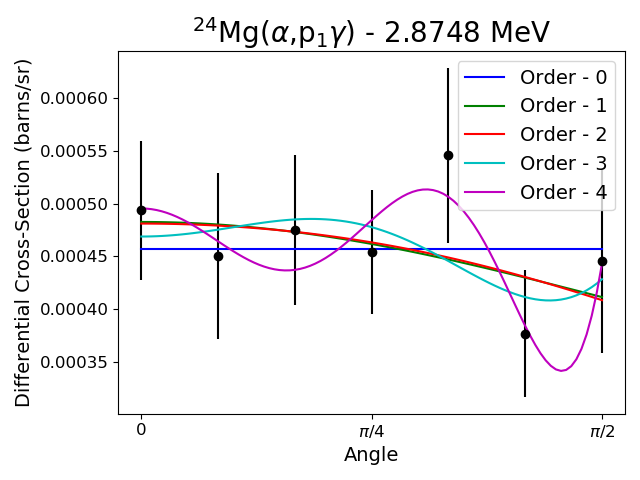 ²⁴Mg(α,p₁γ) - 2.8748 MeV
Differential Cross-Section (barns/sr)
0.00060
0.00055
0.00050
0.00045
0.00040
0.00035
Order - 0
Order - 1
Order - 2
Order - 3
Order - 4
0
π/4
π/2
Angle